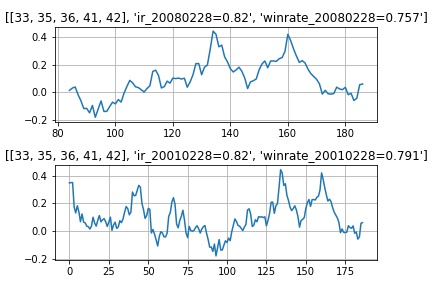 [[33, 35, 36, 41, 42], 'ir_20080228=0.82', 'winrate_20080228=0.757']
0.4
0.2
0.0
−0.2
80 100 120 140 160 180
[[33, 35, 36, 41, 42], 'ir_20010228=0.82', 'winrate_20010228=0.791']
0.4
0.2
0.0
−0.2
0 25 50 75 100 125 150 175